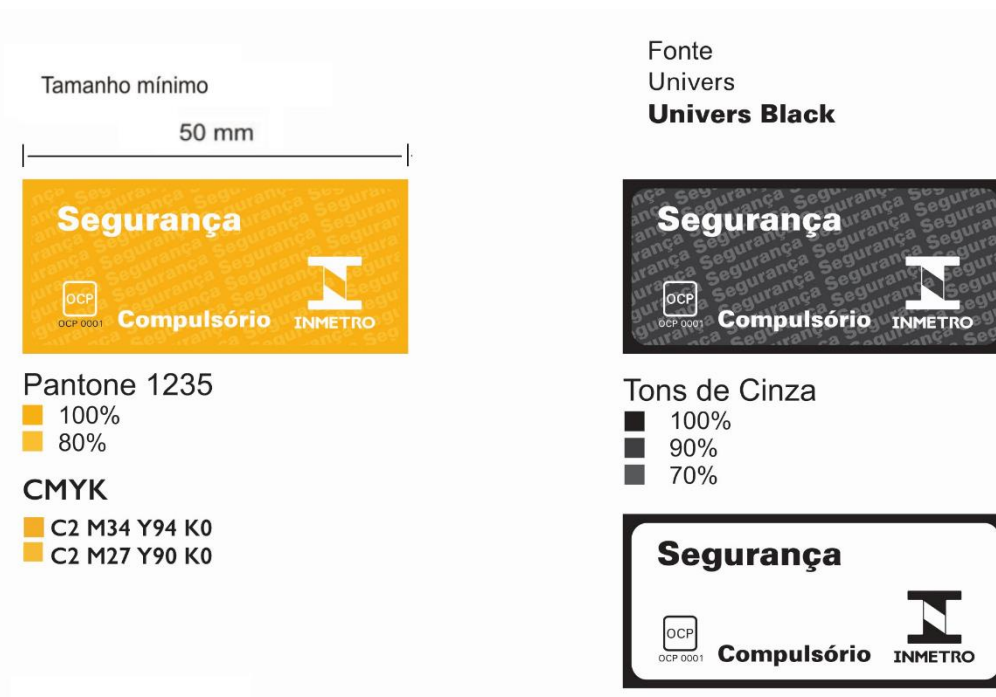 Tamanho mínimo
50 mm
Segurança
OCP
OCP 0001
Compulsório
INMETRO
Pantone 1235
100%
80%
CMYK
C2 M34 Y94 K0
C2 M27 Y90 K0
Fonte
Univers
Univers Black
Segurança
OCP
OCP 0001
Compulsório
INMETRO
Tons de Cinza
100%
90%
70%
Segurança
OCP
OCP 0001
Compulsório
INMETRO